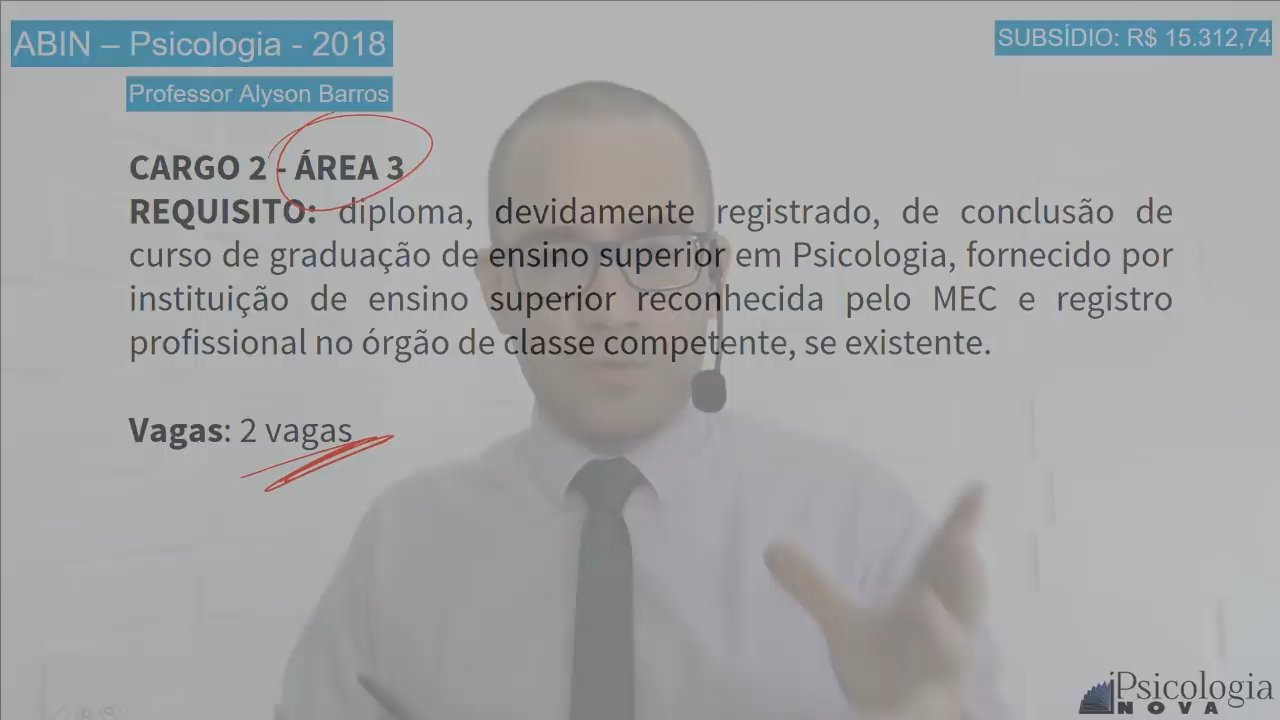 ABIN – Psicologia - 2018
SUBSÍDIO: R$ 15.312,74
Professor Alyson Barros
CARGO 2 - ÁREA 3
REQUISITO: diploma, devidamente registrado, de conclusão de
curso de graduação de ensino superior em Psicologia, fornecido por
instituição de ensino superior reconhecida pelo MEC e registro
profissional no órgão de classe competente, se existente.
Vagas: 2 vagas
Psicologia
NOVA